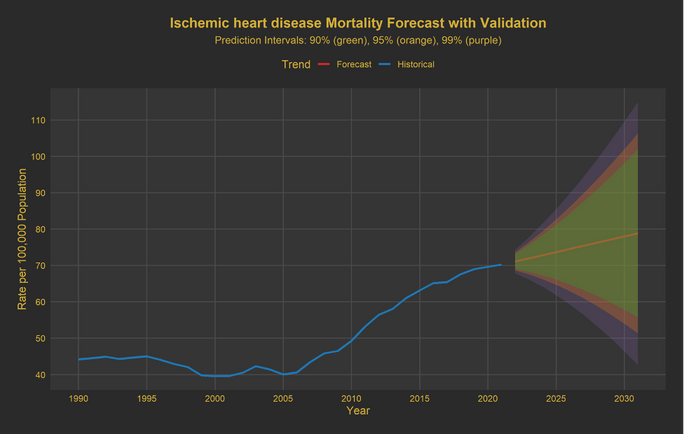 Ischemic heart disease Mortality Forecast with Validation
Prediction Intervals: 90% (green), 95% (orange), 99% (purple)
Trend Forecast Historical
Rate per 100,000 Population
110
100
90
80
70
60
50
40
1990 1995 2000 2005 2010 2015 2020 2025 2030
Year